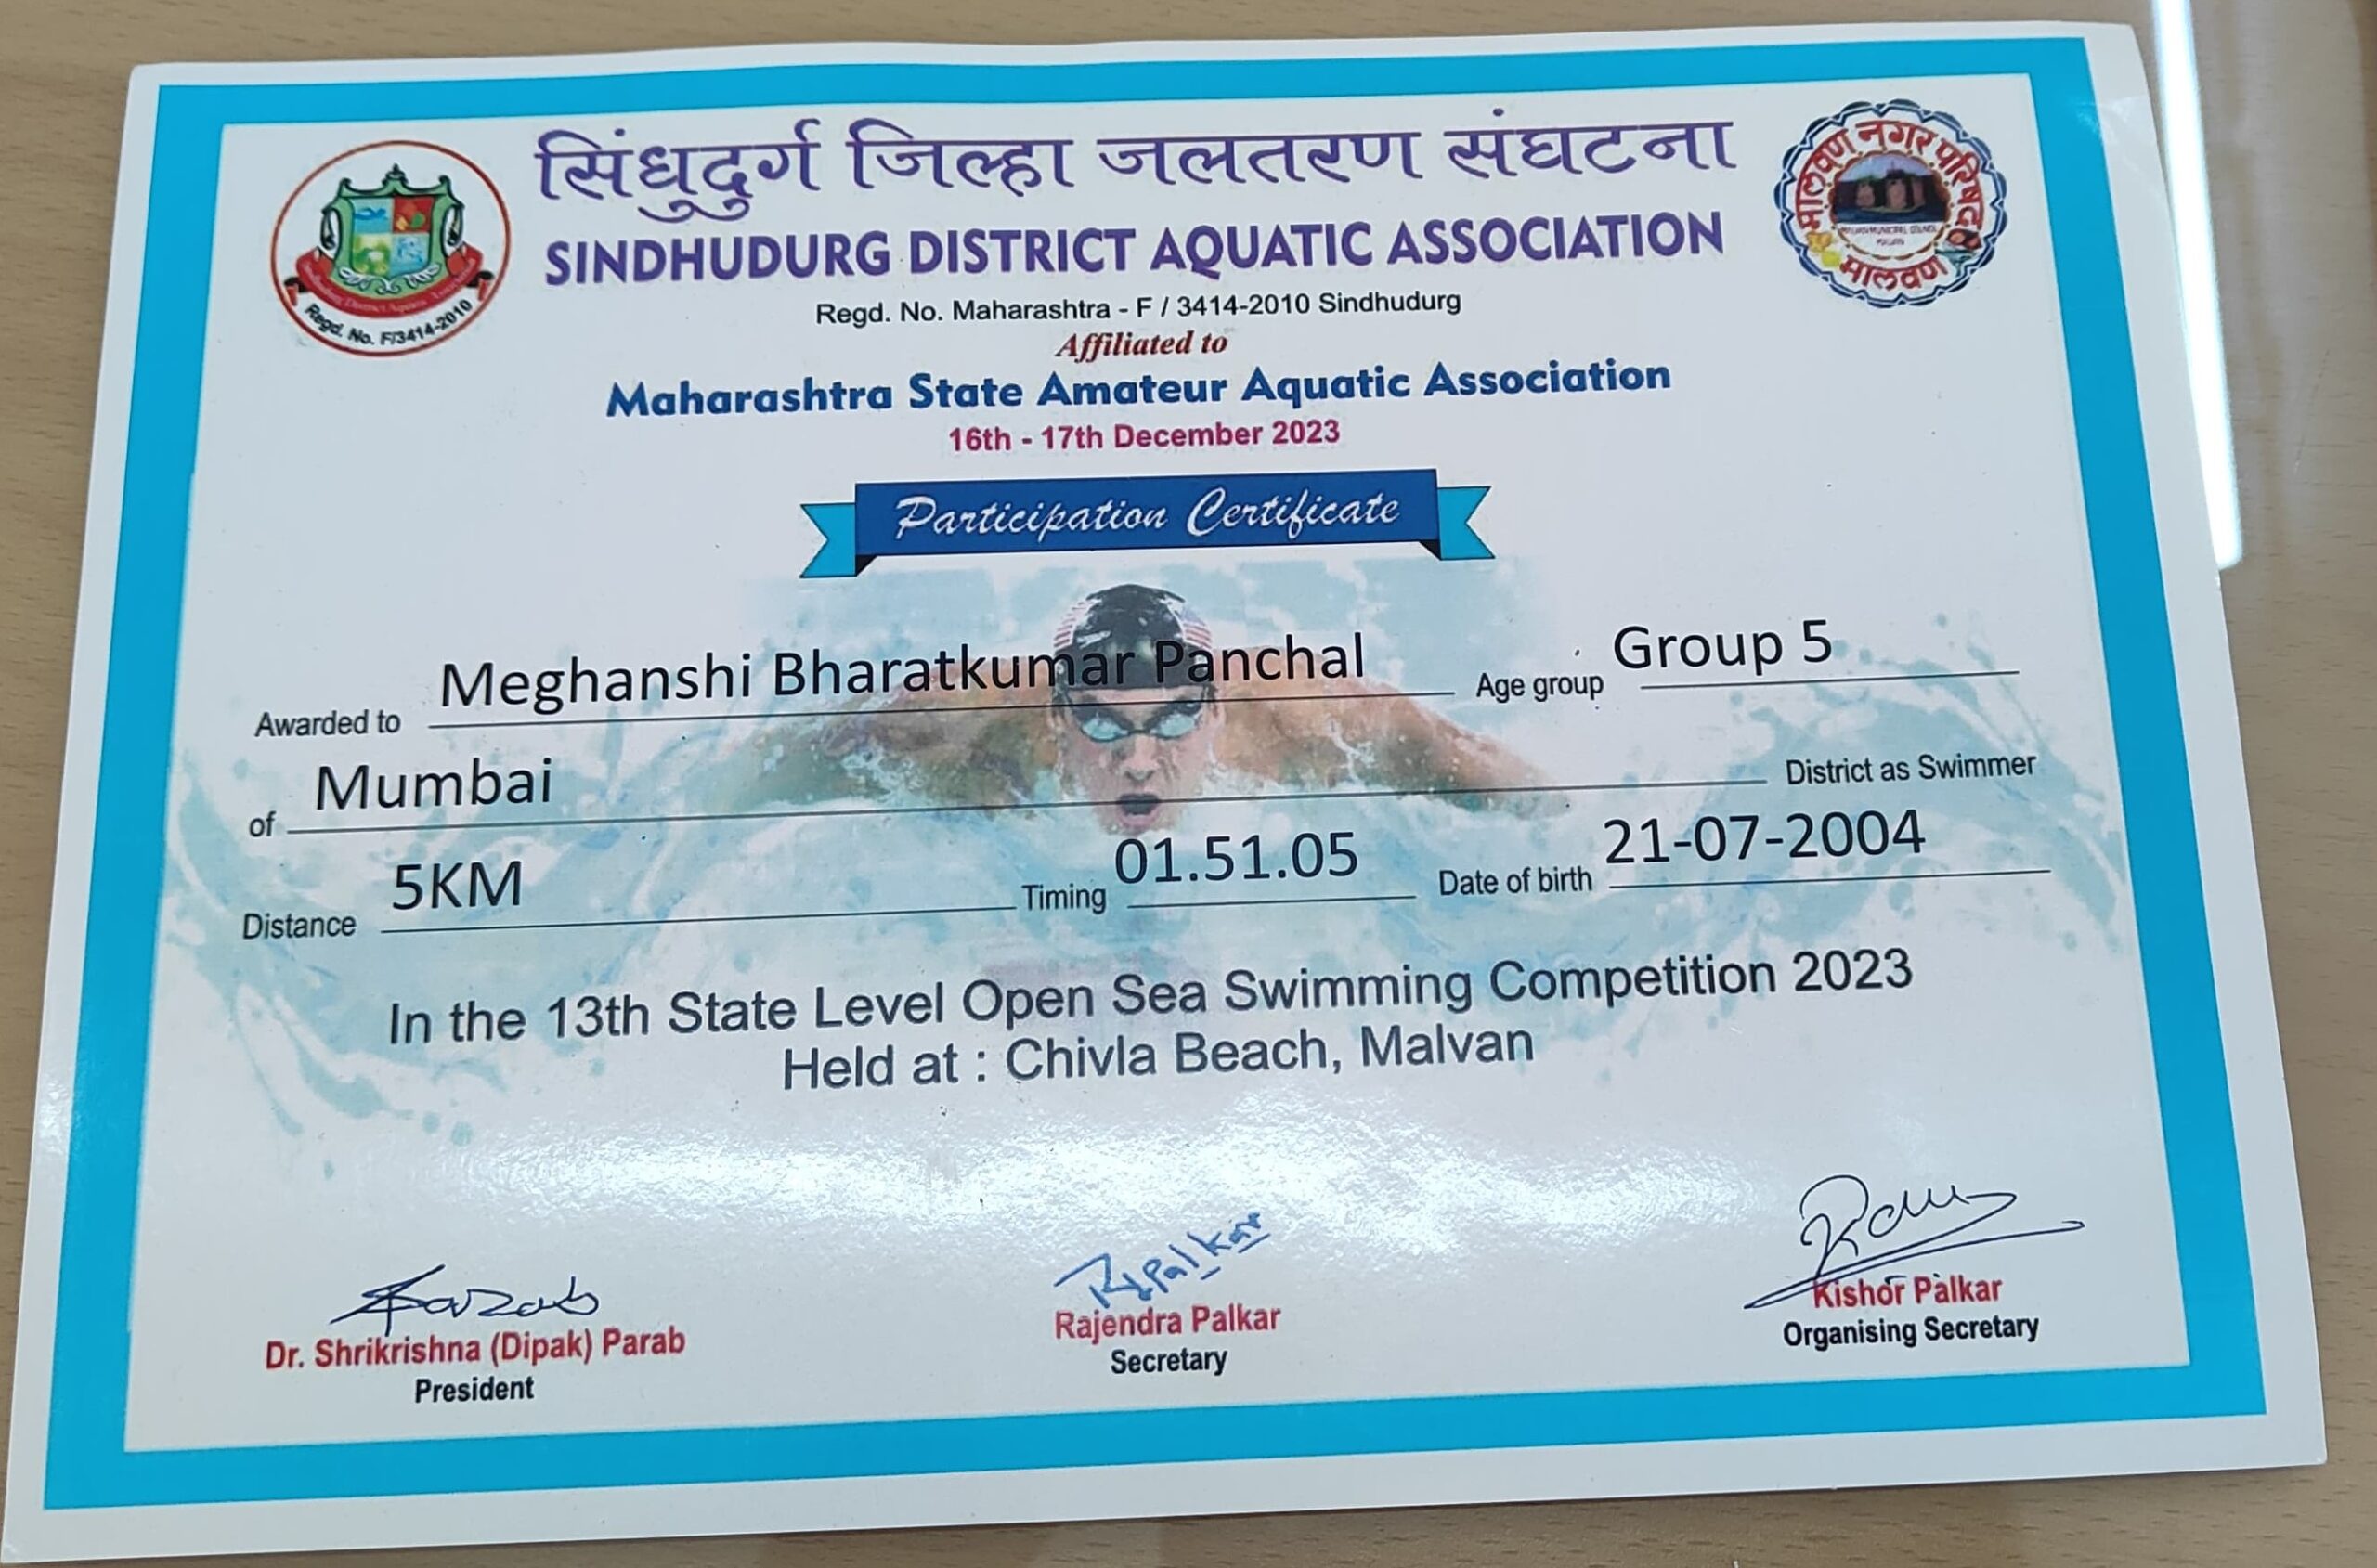 सिंधुदुर्ग जिल्हा जलतरण संघटना
SINDHUDURG DISTRICT AQUATIC ASSOCIATION
Regd. No. F/3414-2010
मालवण नगर परिषद
मालवण
Regd. No. Maharashtra - F / 3414-2010 Sindhudurg
Affiliated to
Maharashtra State Amateur Aquatic Association
16th - 17th December 2023
Participation Certificate
Awarded to Meghanshi Bharatkumar Panchal Age group Group 5
of Mumbai District as Swimmer
Distance 5KM Timing 01.51.05 Date of birth 21-07-2004
In the 13th State Level Open Sea Swimming Competition 2023
Held at : Chivla Beach, Malvan
Dr. Shrikrishna (Dipak) Parab
President
Rajendra Palkar
Secretary
Kishor Palkar
Organising Secretary